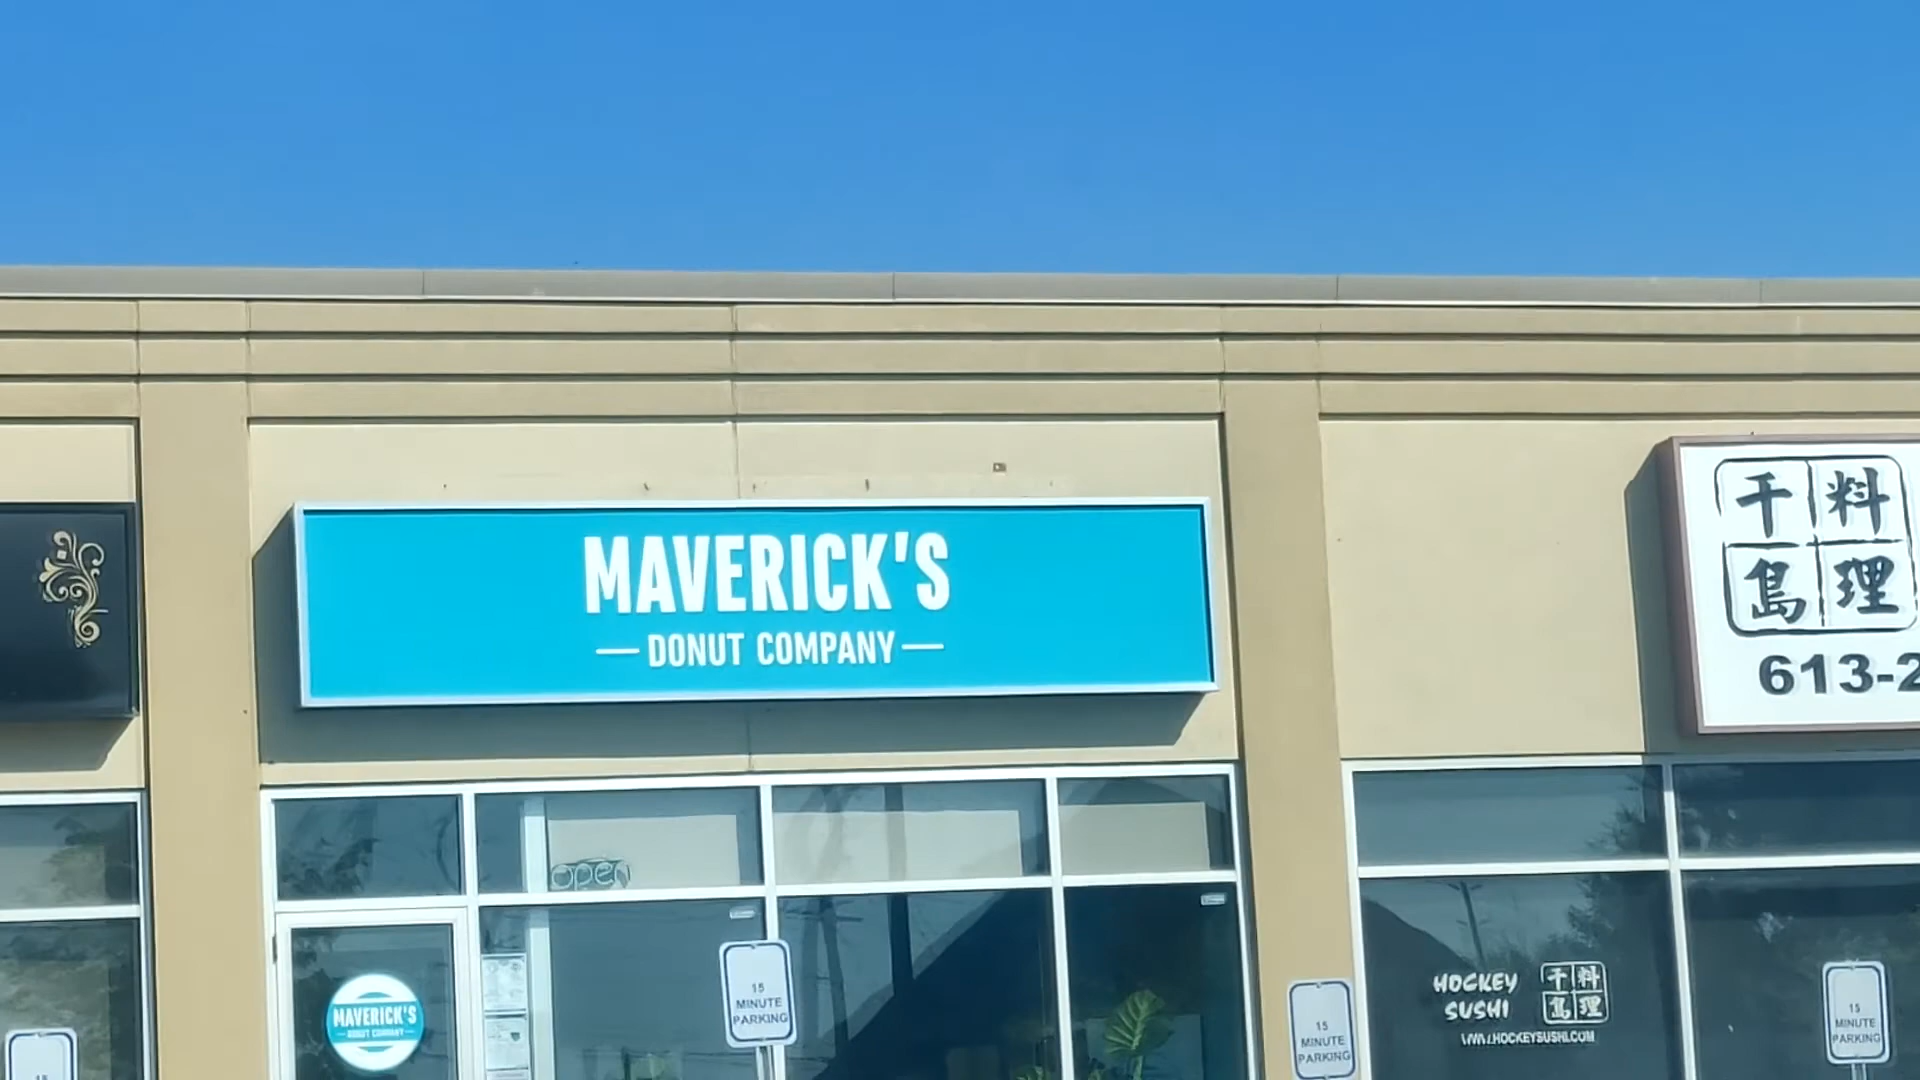 MAVERICK'S
DONUT COMPANY
千料
島理
613-2
open
MAVERICK'S
DONUT COMPANY
15
MINUTE
PARKING
15
MINUTE
PARKING
HOCKEY
SUSHI
千料
島理
WWW.HOCKEYSUSHI.COM
15
MINUTE
PARKING
15